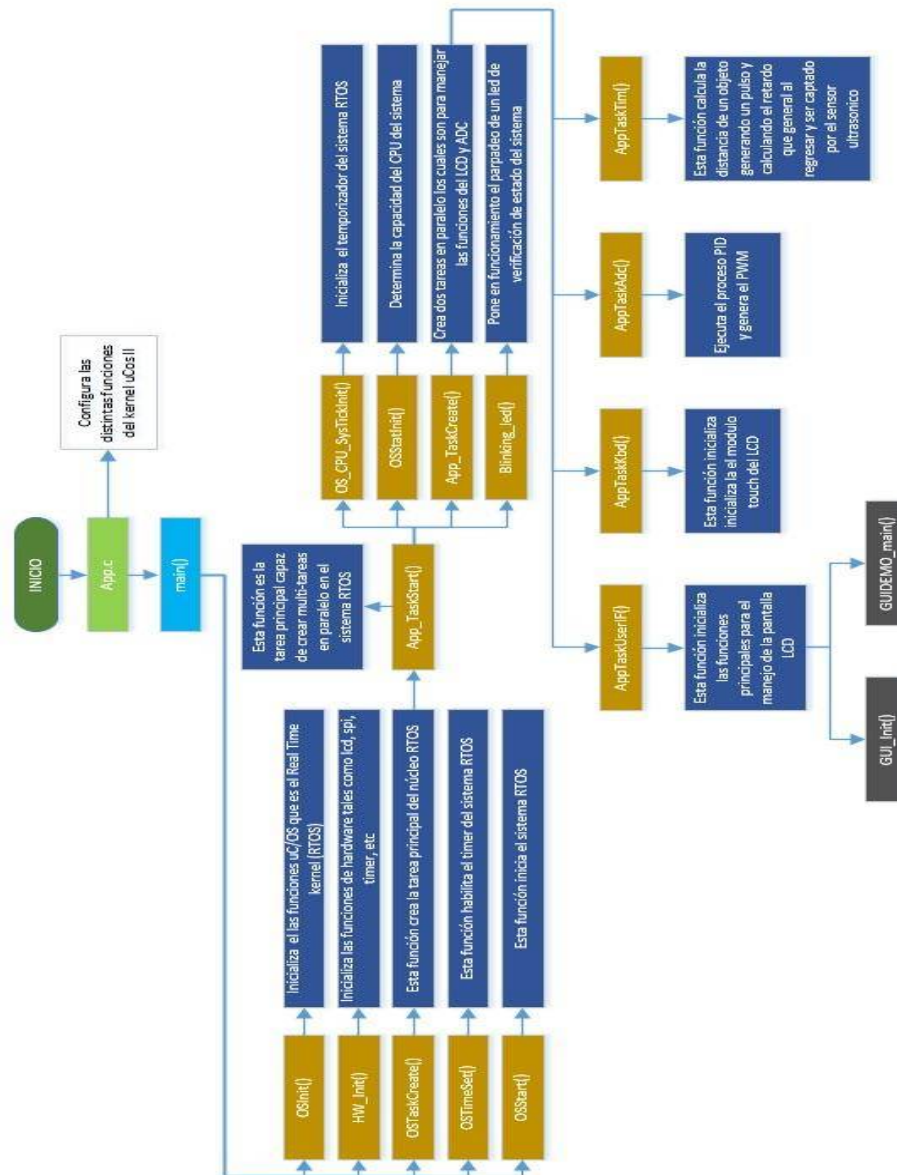 INICIO
App.c
Configura las
distintas funciones
del kernel uCos II
main()
OSInit()
Inicializa el las funciones uC/OS que es el Real Time
kernel (RTOS)
HW_Init()
Inicializa las funciones de hardware tales como lcd, spi,
timer, etc
OSTaskCreate()
Esta función crea la tarea principal del núcleo RTOS
OSTimeSet()
Esta función habilita el timer del sistema RTOS
OSStart()
Esta función inicia el sistema RTOS
Esta función es la
tarea principal capaz
de crear multi-tareas
en paralelo en el
sistema RTOS
App_TaskStart()
OS_CPU_SysTickInit()
Inicializa el temporizador del sistema RTOS
OSStatInit()
Determina la capacidad del CPU del sistema
App_TaskCreate()
Crea dos tareas en paralelo los cuales son para manejar
las funciones del LCD y ADC
Blinking_led()
Pone en funcionamiento el parpadeo de un led de
verificación de estado del sistema
AppTaskUserIF()
Esta función inicializa
las funciones
principales para el
manejo de la pantalla
LCD
AppTaskKbd()
Esta función inicializa
inicializa la el modulo
touch del LCD
AppTaskAdc()
Ejecuta el proceso PID
y genera el PWM
AppTaskTim()
Esta función calcula la
distancia de un objeto
generando un pulso y
calculando el retardo
que general al
regresar y ser captado
por el sensor
ultrasonico
GUI_Init()
GUIDEMO_main()